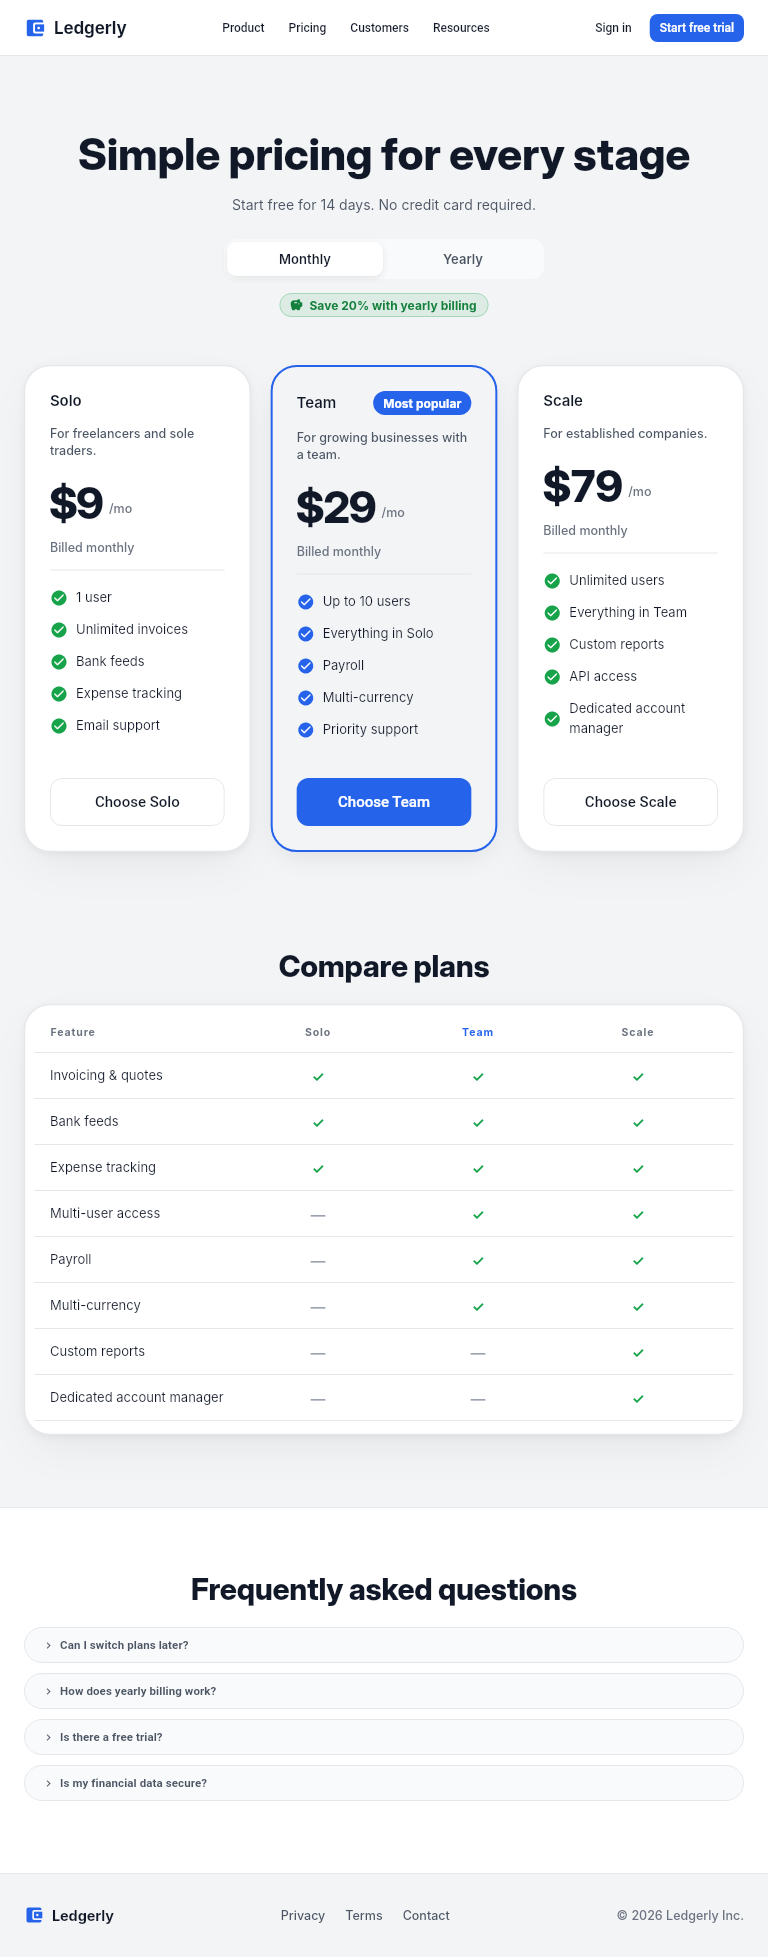 Ledgerly
Product Pricing Customers Resources
Sign in Start free trial
Simple pricing for every stage
Start free for 14 days. No credit card required.
Monthly Yearly
Save 20% with yearly billing
Solo
For freelancers and sole
traders.
$9 /mo
Billed monthly
1 user
Unlimited invoices
Bank feeds
Expense tracking
Email support
Choose Solo
Team Most popular
For growing businesses with
a team.
$29 /mo
Billed monthly
Up to 10 users
Everything in Solo
Payroll
Multi-currency
Priority support
Choose Team
Scale
For established companies.
$79 /mo
Billed monthly
Unlimited users
Everything in Team
Custom reports
API access
Dedicated account
manager
Choose Scale
Compare plans
Feature Solo Team Scale
Invoicing & quotes ✓ ✓ ✓
Bank feeds ✓ ✓ ✓
Expense tracking ✓ ✓ ✓
Multi-user access — ✓ ✓
Payroll — ✓ ✓
Multi-currency — ✓ ✓
Custom reports — — ✓
Dedicated account manager — — ✓
Frequently asked questions
Can I switch plans later?
How does yearly billing work?
Is there a free trial?
Is my financial data secure?
Ledgerly
Privacy Terms Contact
© 2026 Ledgerly Inc.